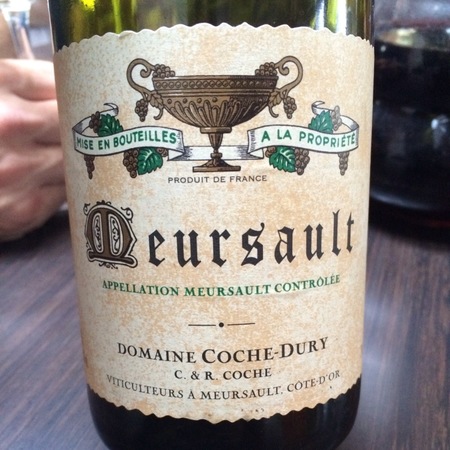 MISE EN BOUTEILLES A LA PROPRIÉTÉ
PRODUIT DE FRANCE
Meursault
APPELLATION MEURSAULT CONTRÔLÉE
DOMAINE COCHE-DURY
C. & R. COCHE
VITICULTEURS À MEURSAULT, CÔTE-D'OR